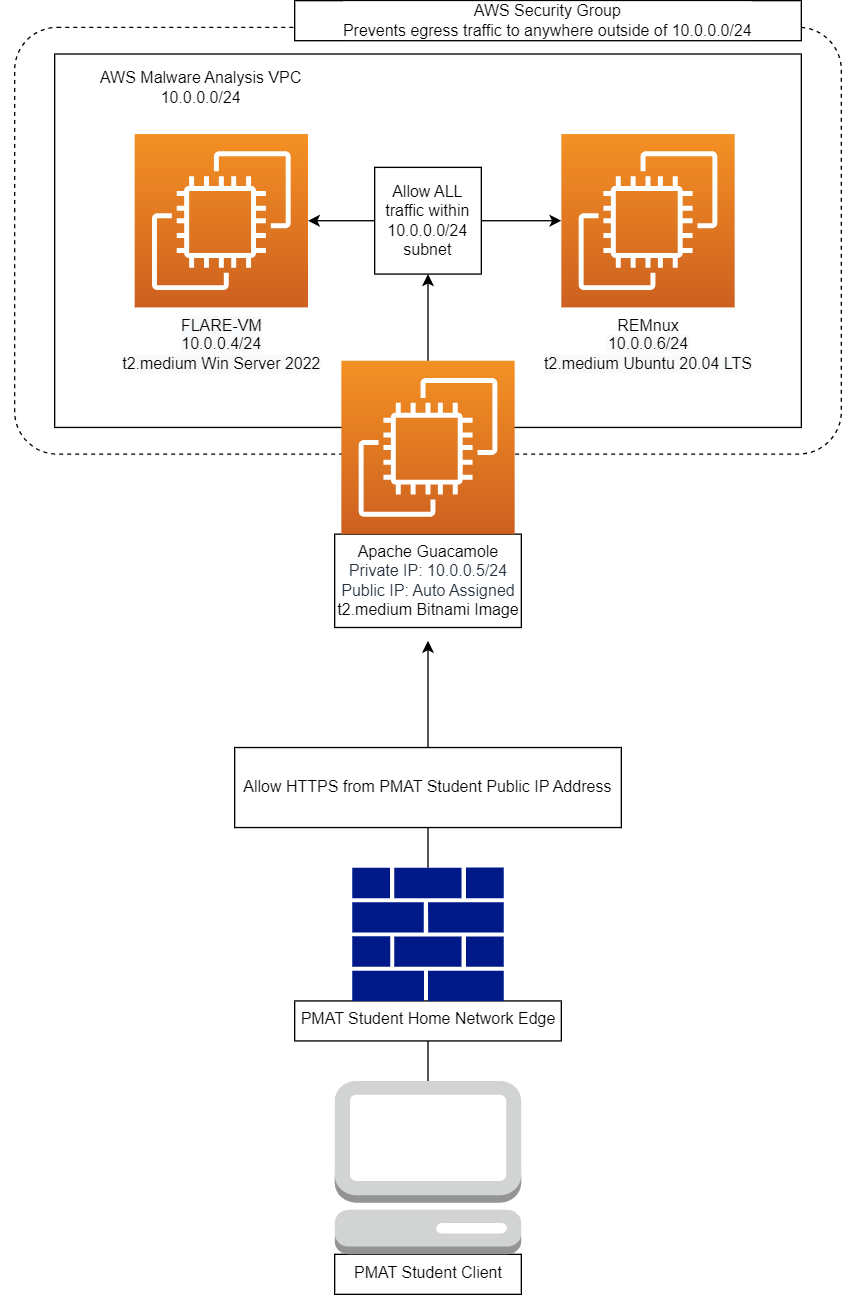 AWS Security Group
Prevents egress traffic to anywhere outside of 10.0.0.0/24
AWS Malware Analysis VPC
10.0.0.0/24
Allow ALL
traffic within
10.0.0.0/24
subnet
FLARE-VM
10.0.0.4/24
t2.medium Win Server 2022
REMnux
10.0.0.6/24
t2.medium Ubuntu 20.04 LTS
Apache Guacamole
Private IP: 10.0.0.5/24
Public IP: Auto Assigned
t2.medium Bitnami Image
Allow HTTPS from PMAT Student Public IP Address
PMAT Student Home Network Edge
PMAT Student Client